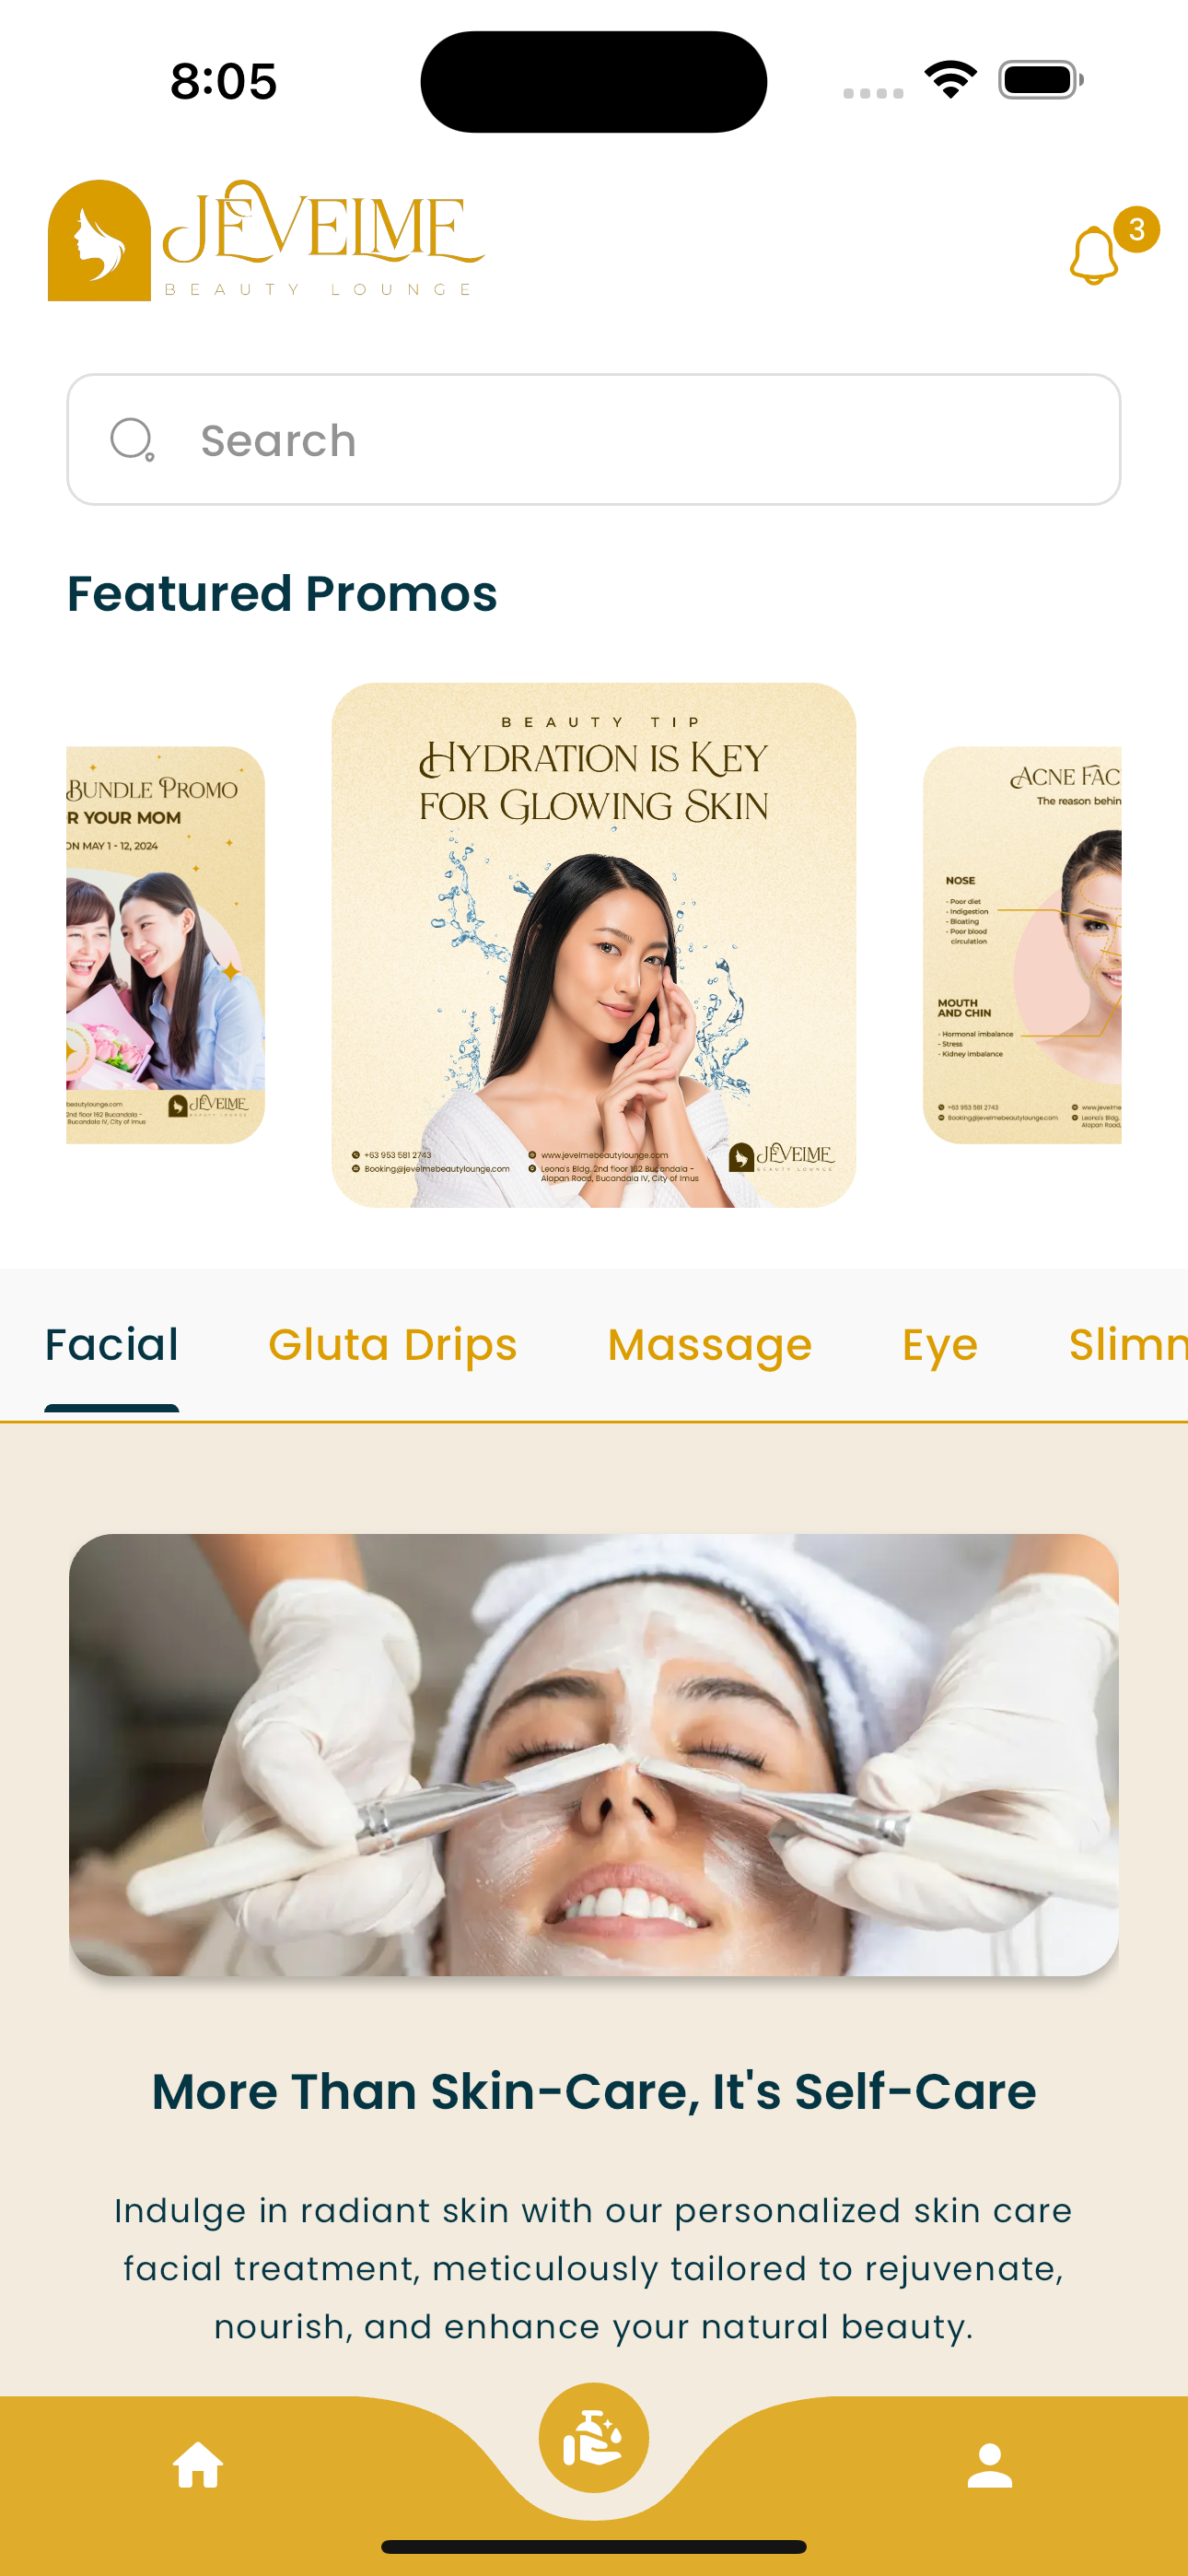 8:05
JEVELME
BEAUTY LOUNGE
3
Search
Featured Promos
BUNDLE PROMO
R YOUR MOM
ON MAY 1 - 12, 2024
beautylounge.com
2nd floor 162 Bucandala -
Bucandala IV, City of Imus
JEVELME
BEAUTY LOUNGE
BEAUTY TIP
HYDRATION IS KEY
FOR GLOWING SKIN
+63 953 581 2743
www.jevelmebeautylounge.com
Booking@jevelmebeautylounge.com
Leona's Bldg. 2nd floor 162 Bucandala -
Alapan Road, Bucandala IV, City of Imus
JEVELME
BEAUTY LOUNGE
ACNE FAC
The reason behin
NOSE
- Poor diet
- Indigestion
- Bloating
- Poor blood
circulation
MOUTH
AND CHIN
- Hormonal imbalance
- Stress
- Kidney imbalance
+63 953 581 2743
www.jevelme
Booking@jevelmebeautylounge.com
Leona's
Alapan Road,
Facial
Gluta Drips
Massage
Eye
Slimm
More Than Skin-Care, It's Self-Care
Indulge in radiant skin with our personalized skin care
facial treatment, meticulously tailored to rejuvenate,
nourish, and enhance your natural beauty.